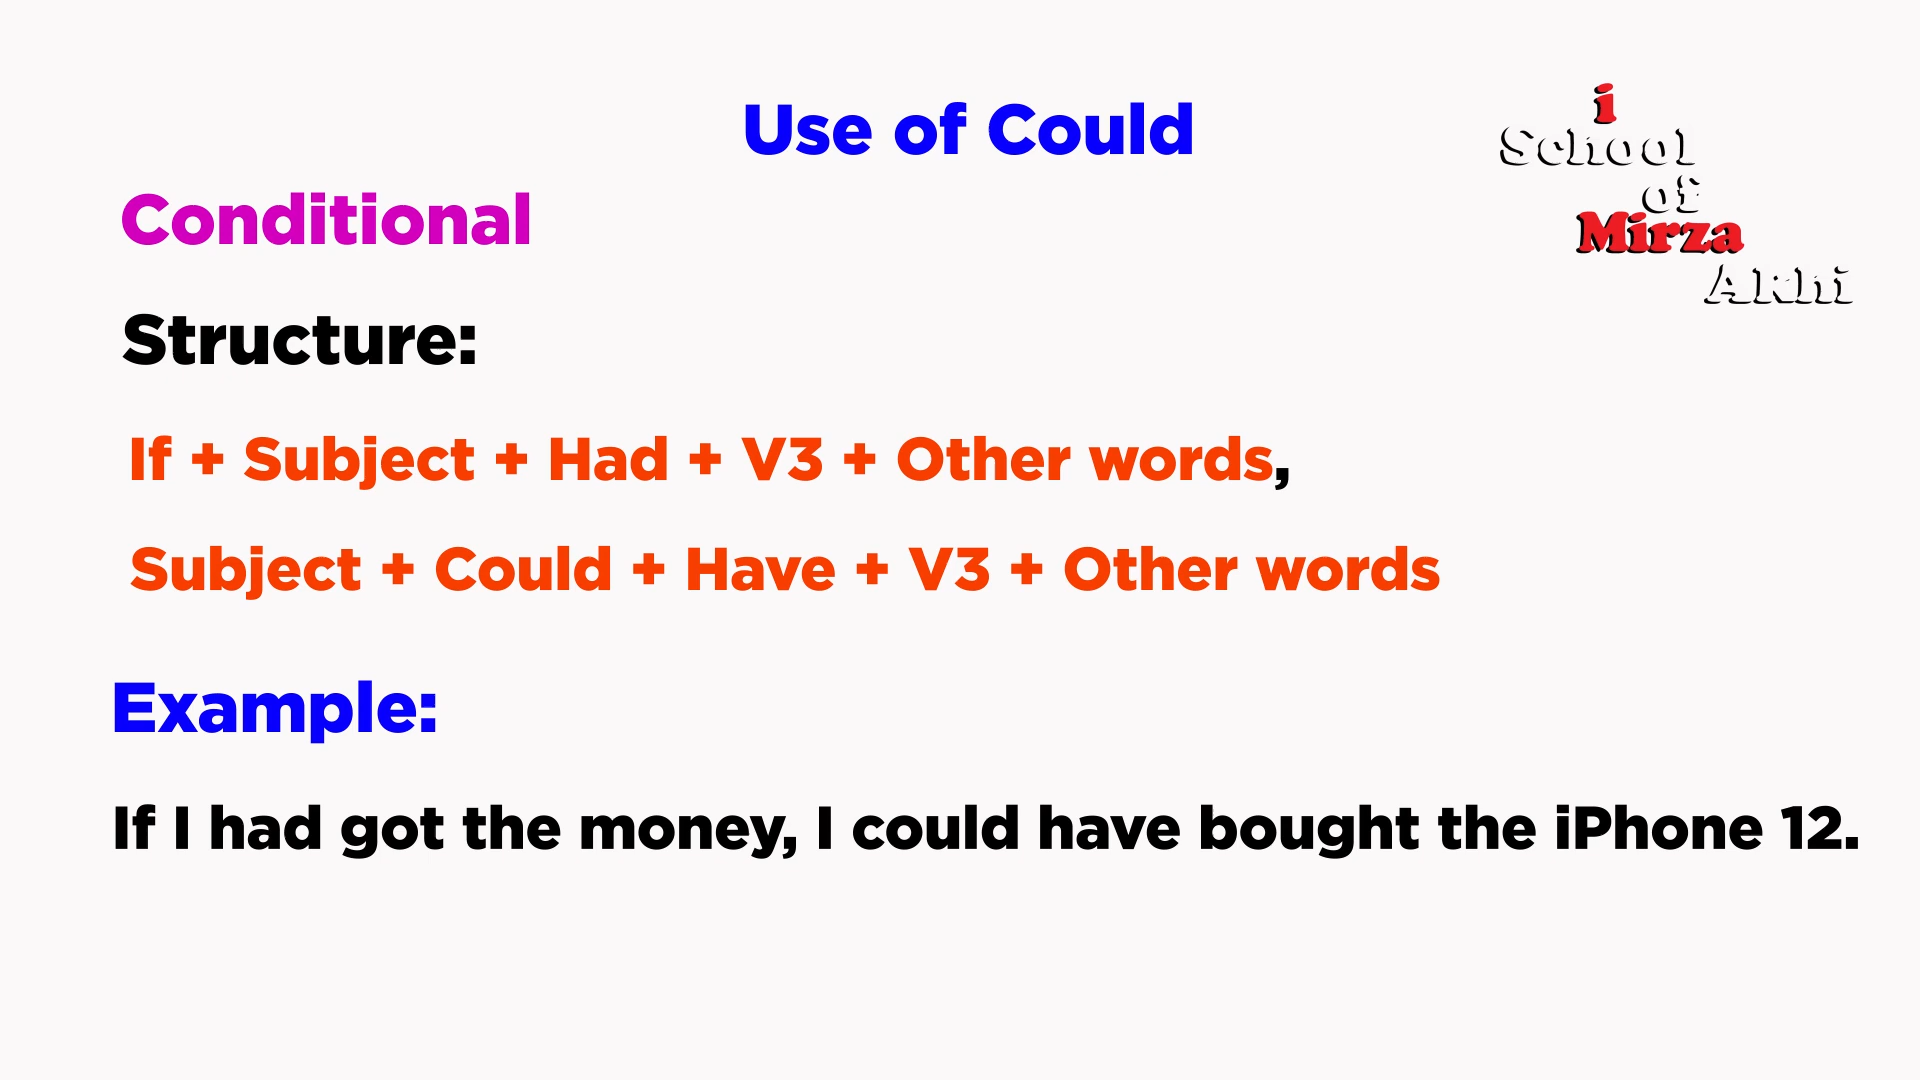 Use of Could
i
School
of
Mirza
Akhi
Conditional
Structure:
If + Subject + Had + V3 + Other words,
Subject + Could + Have + V3 + Other words
Example:
If I had got the money, I could have bought the iPhone 12.